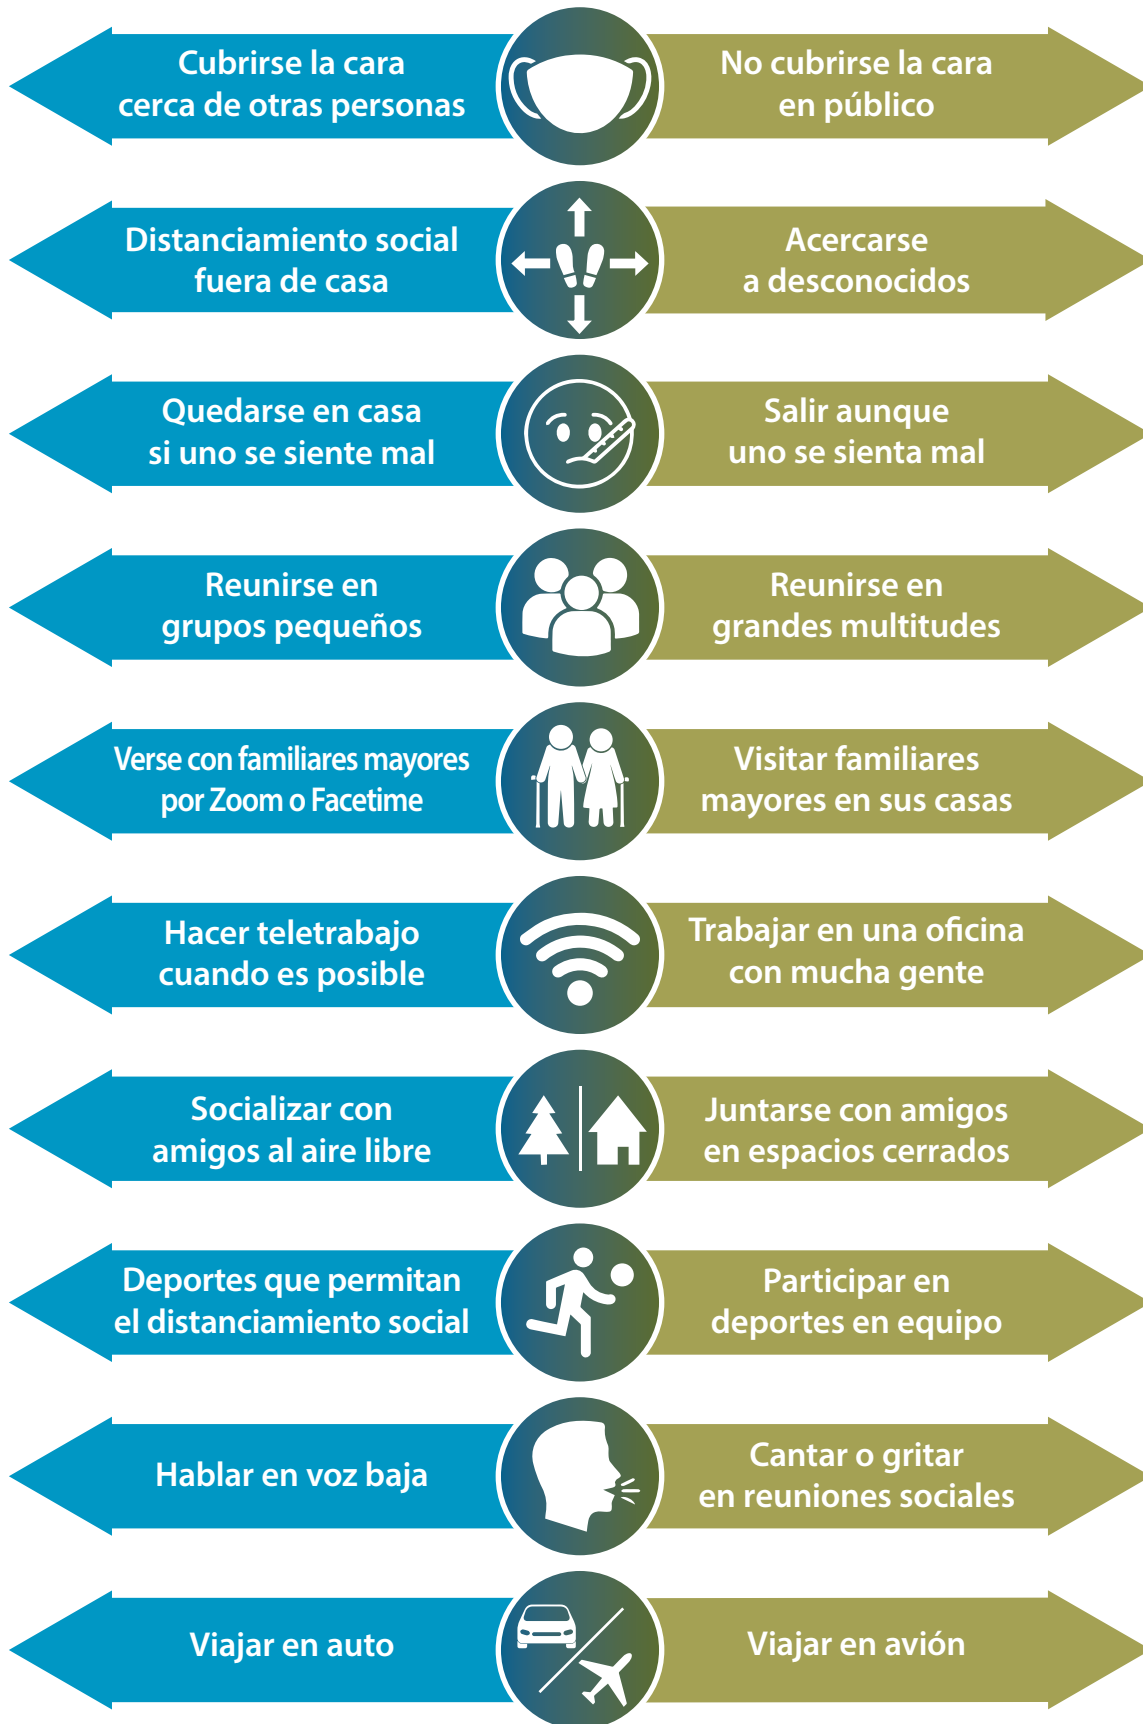 Cubrirse la cara
cerca de otras personas
No cubrirse la cara
en público
Distanciamiento social
fuera de casa
Acercarse
a desconocidos
Quedarse en casa
si uno se siente mal
Salir aunque
uno se sienta mal
Reunirse en
grupos pequeños
Reunirse en
grandes multitudes
Verse con familiares mayores
por Zoom o Facetime
Visitar familiares
mayores en sus casas
Hacer teletrabajo
cuando es posible
Trabajar en una oficina
con mucha gente
Socializar con
amigos al aire libre
Juntarse con amigos
en espacios cerrados
Deportes que permitan
el distanciamiento social
Participar en
deportes en equipo
Hablar en voz baja
Cantar o gritar
en reuniones sociales
Viajar en auto
Viajar en avión